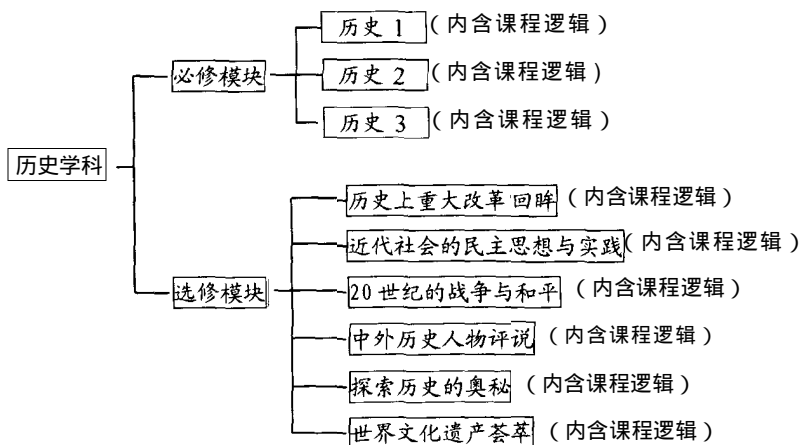 历史 1 (内含课程逻辑)
必修模块
历史 2 (内含课程逻辑)
历史 3 (内含课程逻辑)
历史学科
历史上重大改革回眸 (内含课程逻辑)
近代社会的民主思想与实践 (内含课程逻辑)
选修模块
20 世纪的战争与和平 (内含课程逻辑)
中外历史人物评说 (内含课程逻辑)
探索历史的奥秘 (内含课程逻辑)
世界文化遗产荟萃 (内含课程逻辑)